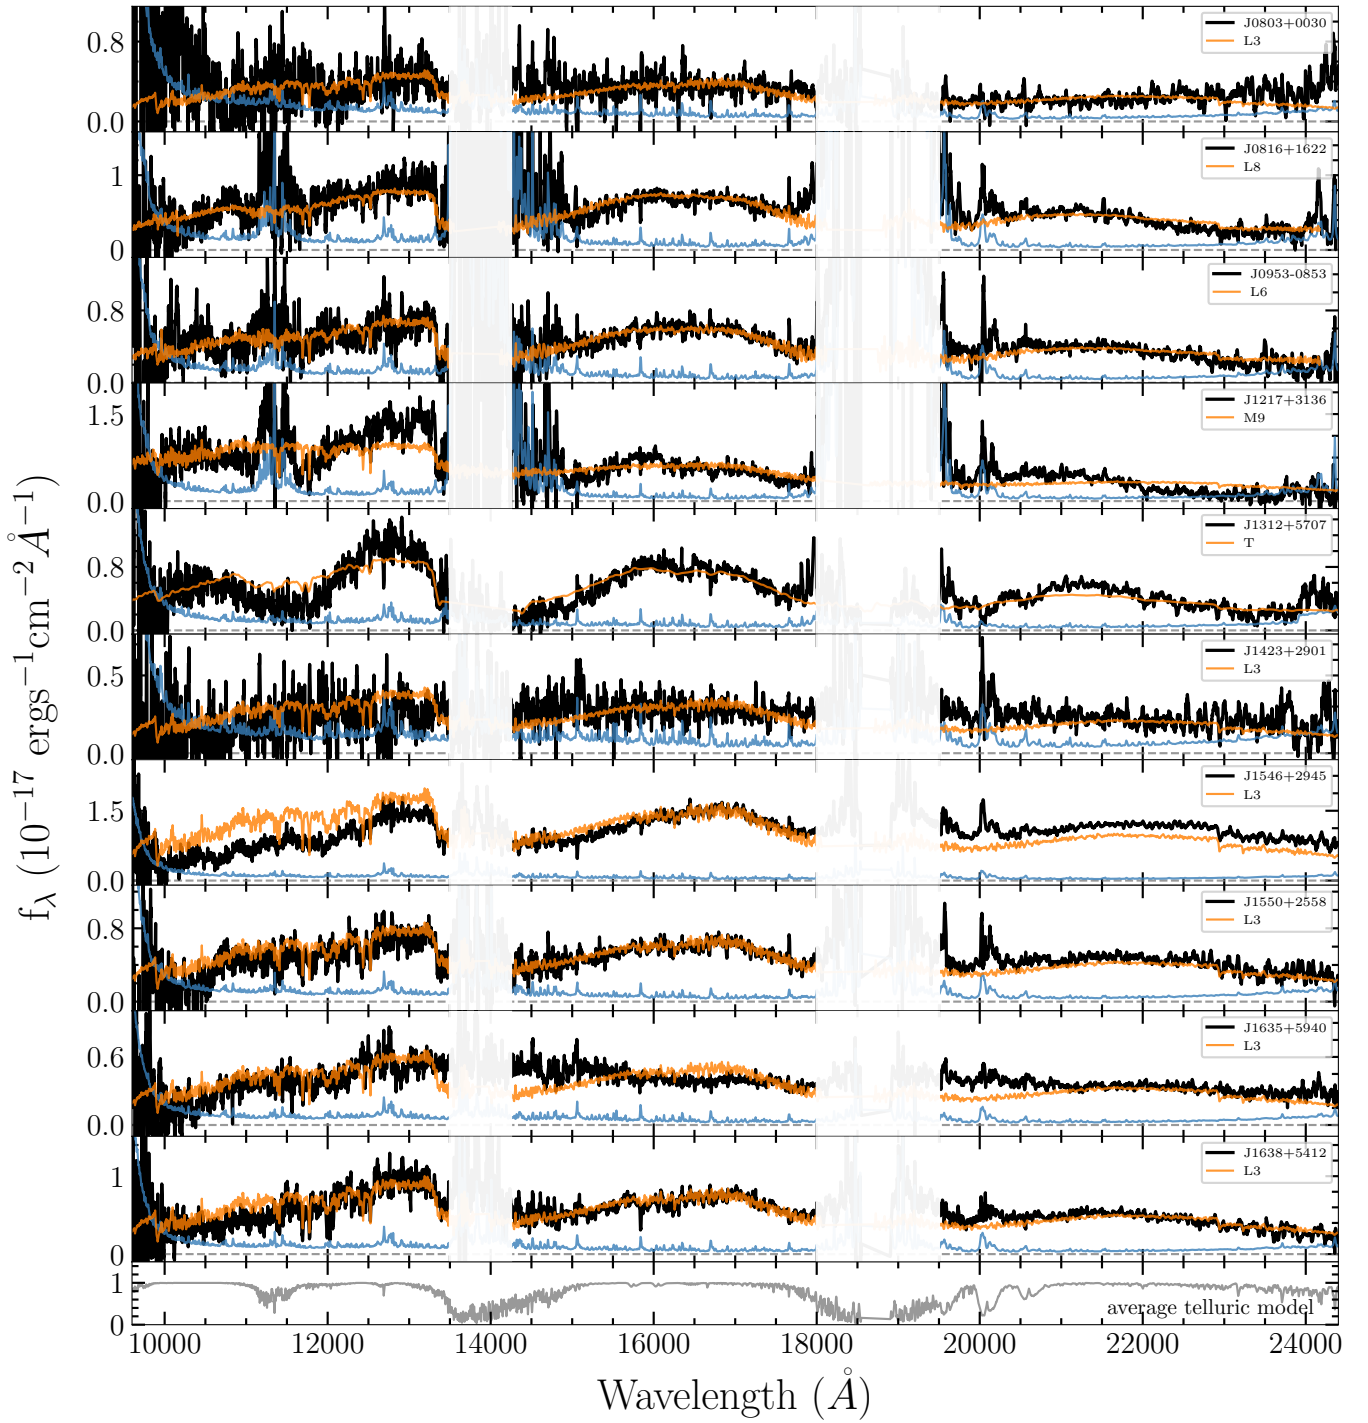 0.8
0.0
J0803+0030
L3
1
0
J0816+1622
L8
0.8
0.0
J0953-0853
L6
1.5
0.0
J1217+3136
M9
0.8
0.0
J1312+5707
T
0.5
0.0
J1423+2901
L3
1.5
0.0
J1546+2945
L3
0.8
0.0
J1550+2558
L3
0.6
0.0
J1635+5940
L3
1
0
J1638+5412
L3
1
0
average telluric model
10000 12000 14000 16000 18000 20000 22000 24000
Wavelength (Å)
f_λ (10⁻¹⁷ ergs⁻¹cm⁻²Å⁻¹)